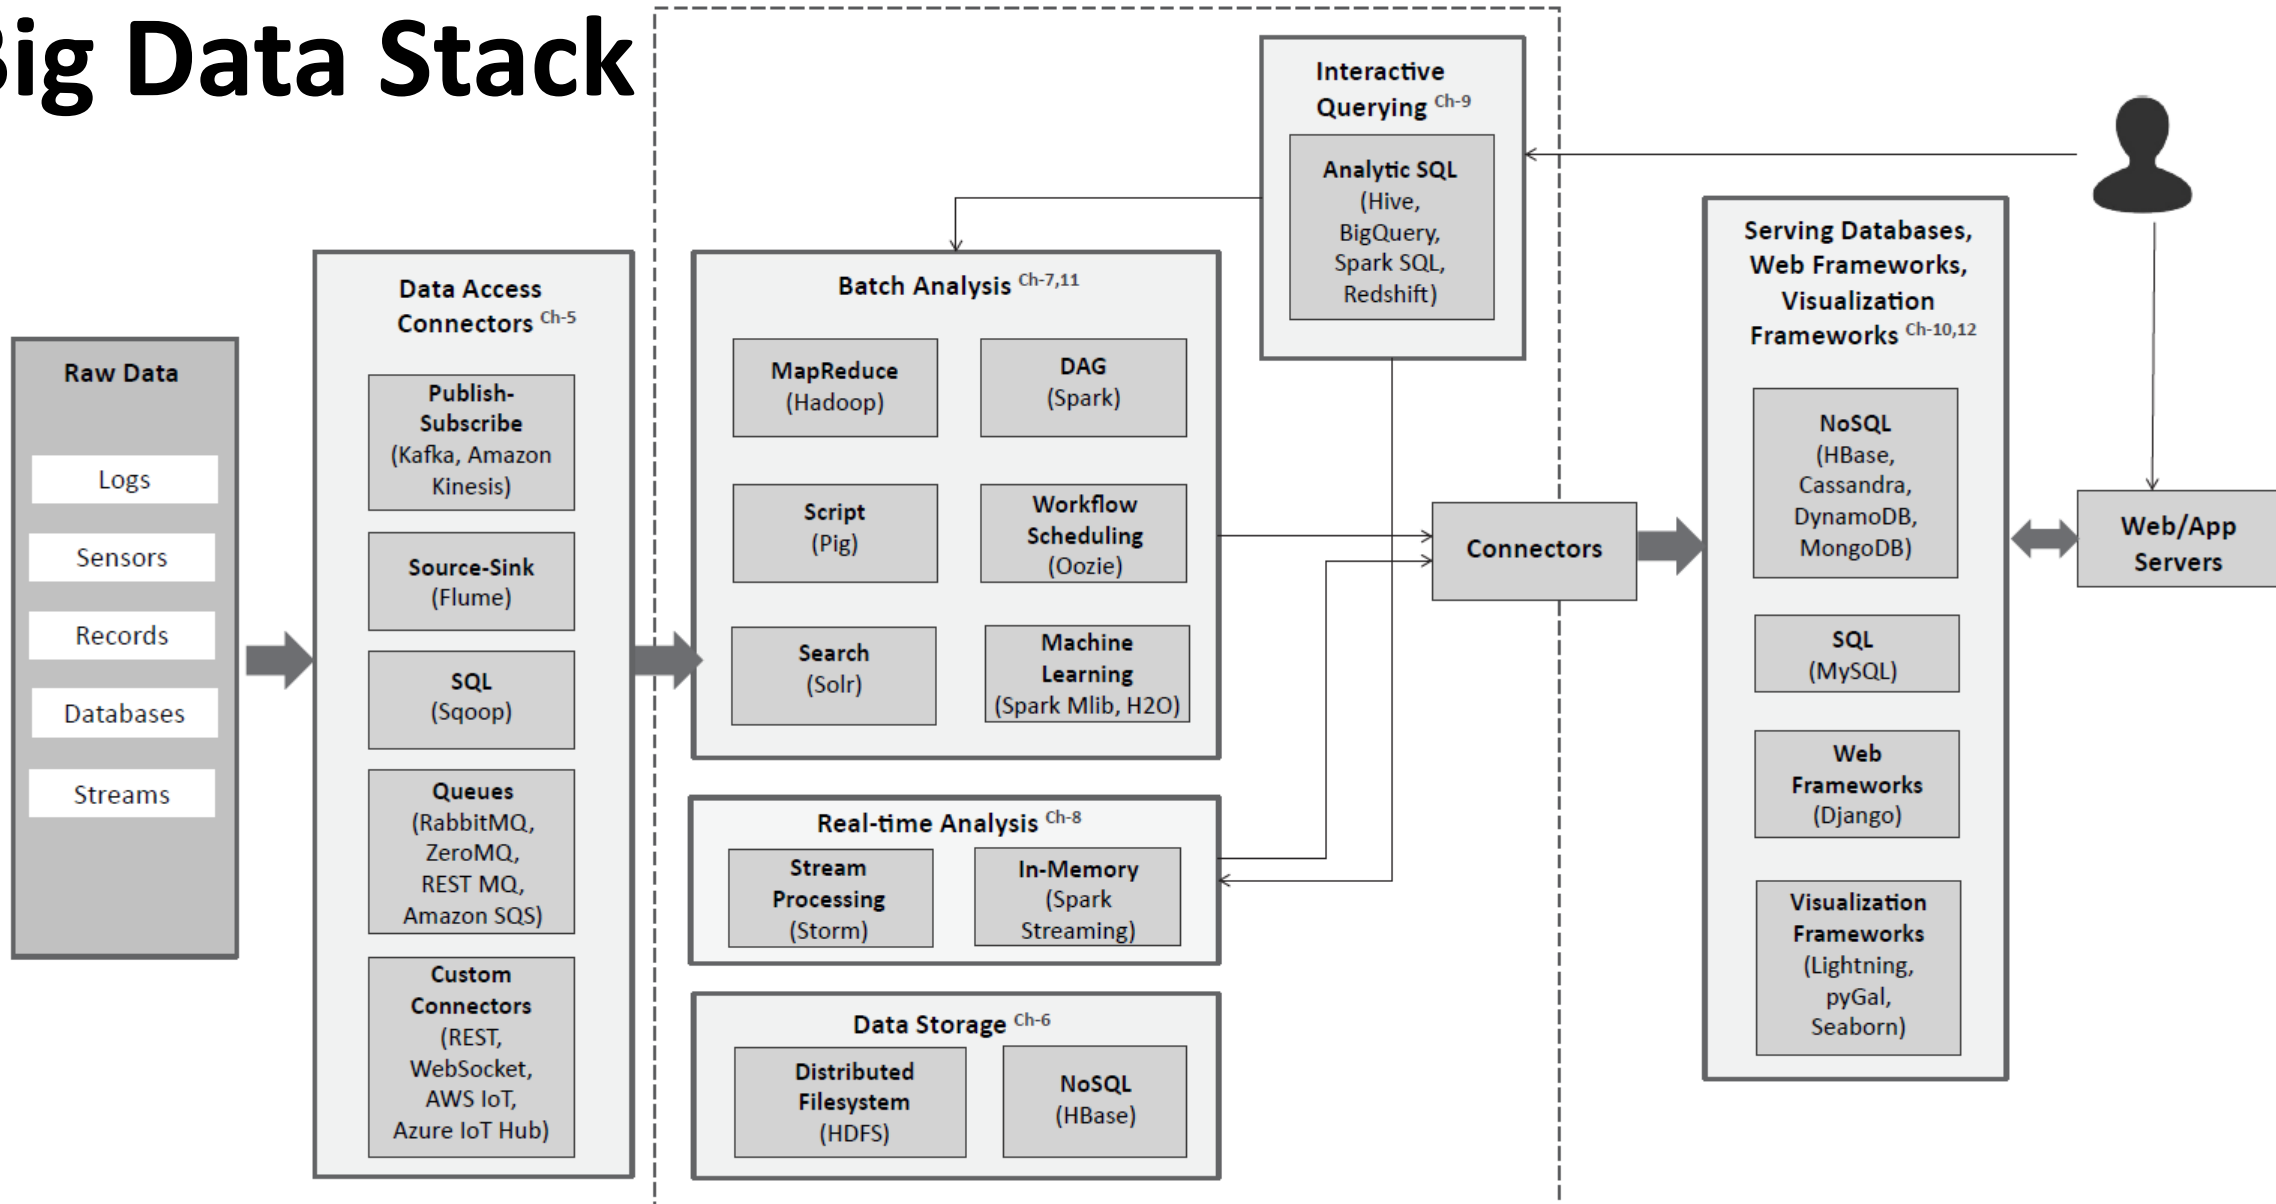 Big Data Stack
Raw Data
Logs
Sensors
Records
Databases
Streams
Data Access
Connectors Ch-5
Publish-
Subscribe
(Kafka, Amazon
Kinesis)
Source-Sink
(Flume)
SQL
(Sqoop)
Queues
(RabbitMQ,
ZeroMQ,
REST MQ,
Amazon SQS)
Custom
Connectors
(REST,
WebSocket,
AWS IoT,
Azure IoT Hub)
Batch Analysis Ch-7,11
MapReduce
(Hadoop)
DAG
(Spark)
Script
(Pig)
Workflow
Scheduling
(Oozie)
Search
(Solr)
Machine
Learning
(Spark Mlib, H2O)
Real-time Analysis Ch-8
Stream
Processing
(Storm)
In-Memory
(Spark
Streaming)
Data Storage Ch-6
Distributed
Filesystem
(HDFS)
NoSQL
(HBase)
Interactive
Querying Ch-9
Analytic SQL
(Hive,
BigQuery,
Spark SQL,
Redshift)
Connectors
Serving Databases,
Web Frameworks,
Visualization
Frameworks Ch-10,12
NoSQL
(HBase,
Cassandra,
DynamoDB,
MongoDB)
SQL
(MySQL)
Web
Frameworks
(Django)
Visualization
Frameworks
(Lightning,
pyGal,
Seaborn)
Web/App
Servers